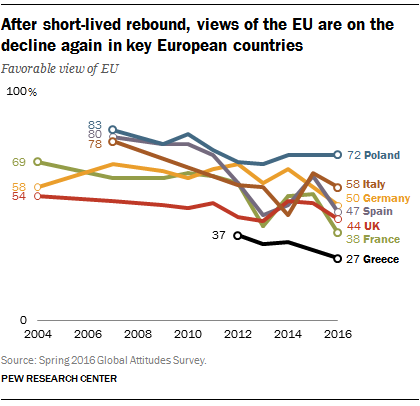 After short-lived rebound, views of the EU are on the
decline again in key European countries
Favorable view of EU
100%
83
80
78
69
58
54
37
72 Poland
58 Italy
50 Germany
47 Spain
44 UK
38 France
27 Greece
0
2004 2006 2008 2010 2012 2014 2016
Source: Spring 2016 Global Attitudes Survey.
PEW RESEARCH CENTER